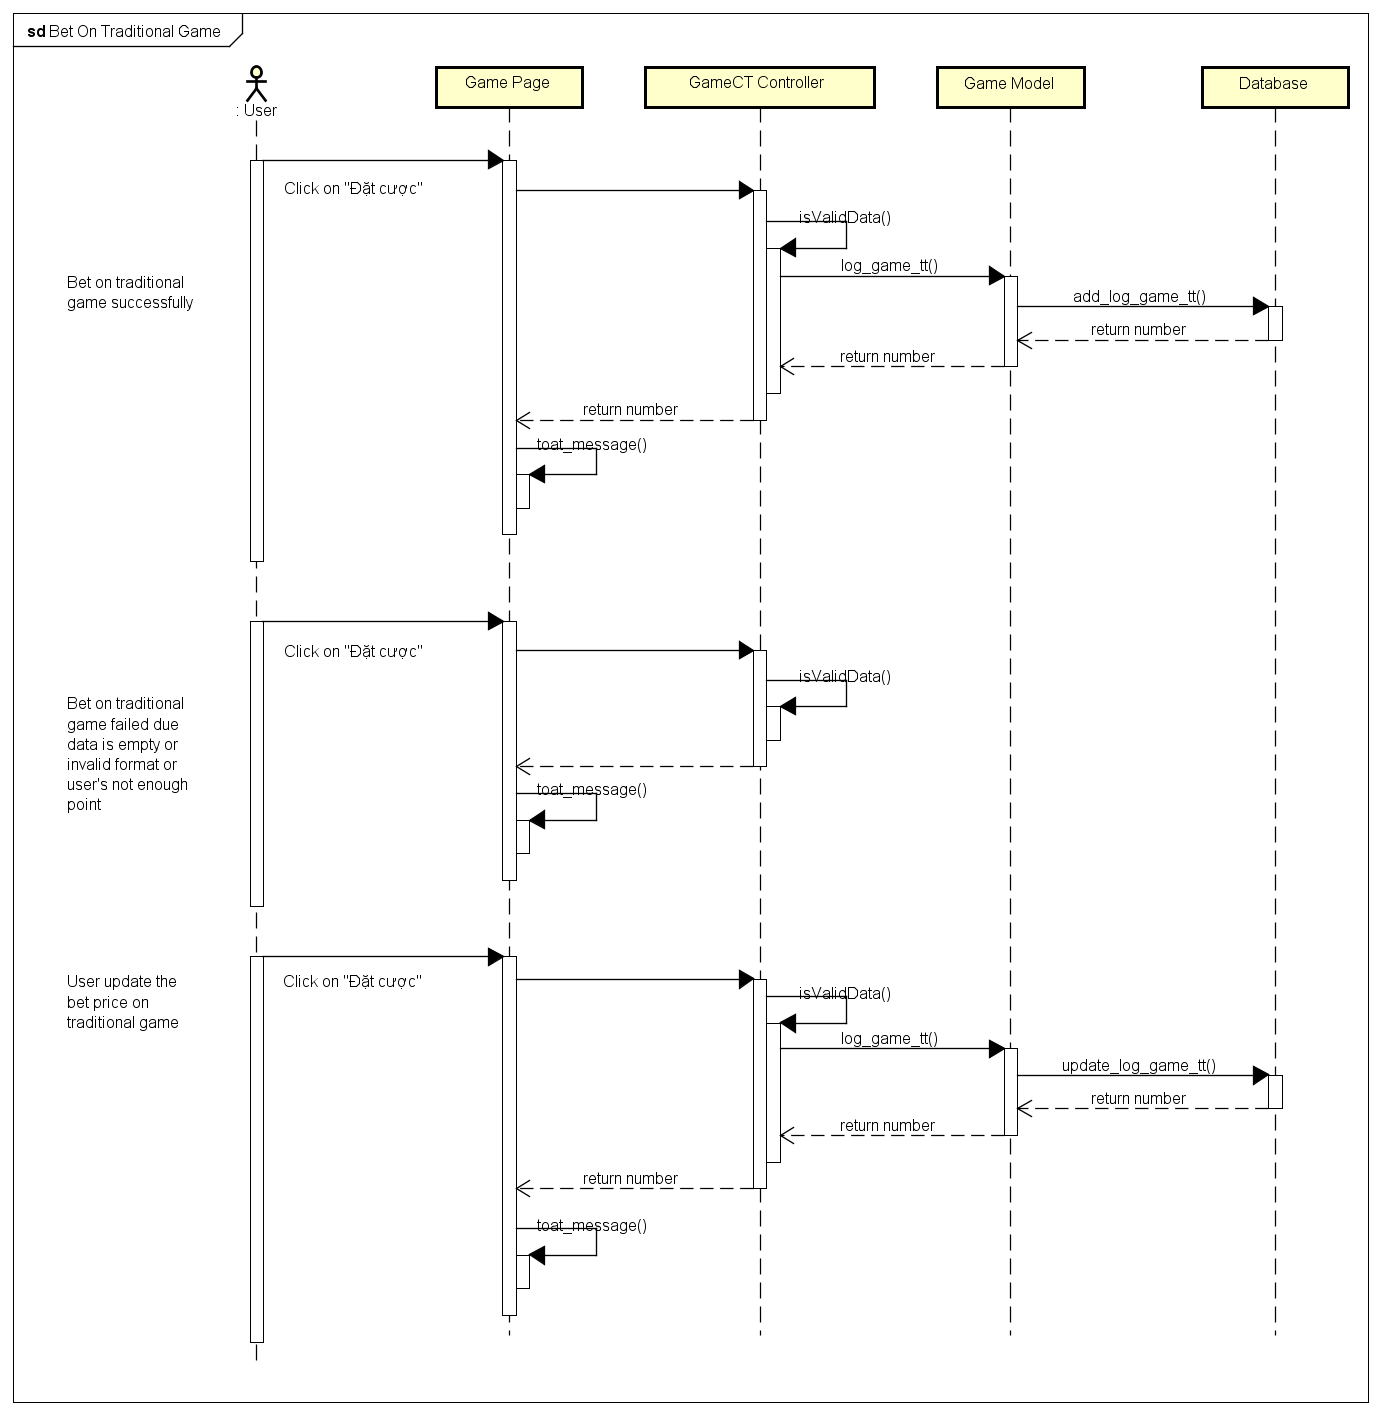 sd Bet On Traditional Game
: User
Game Page
GameCT Controller
Game Model
Database
Click on "Đặt cược"
isValidData()
log_game_tt()
Bet on traditional
game successfully
add_log_game_tt()
return number
return number
return number
toat_message()
Click on "Đặt cược"
isValidData()
Bet on traditional
game failed due
data is empty or
invalid format or
user's not enough
point
toat_message()
User update the
bet price on
traditional game
Click on "Đặt cược"
isValidData()
log_game_tt()
update_log_game_tt()
return number
return number
return number
toat_message()